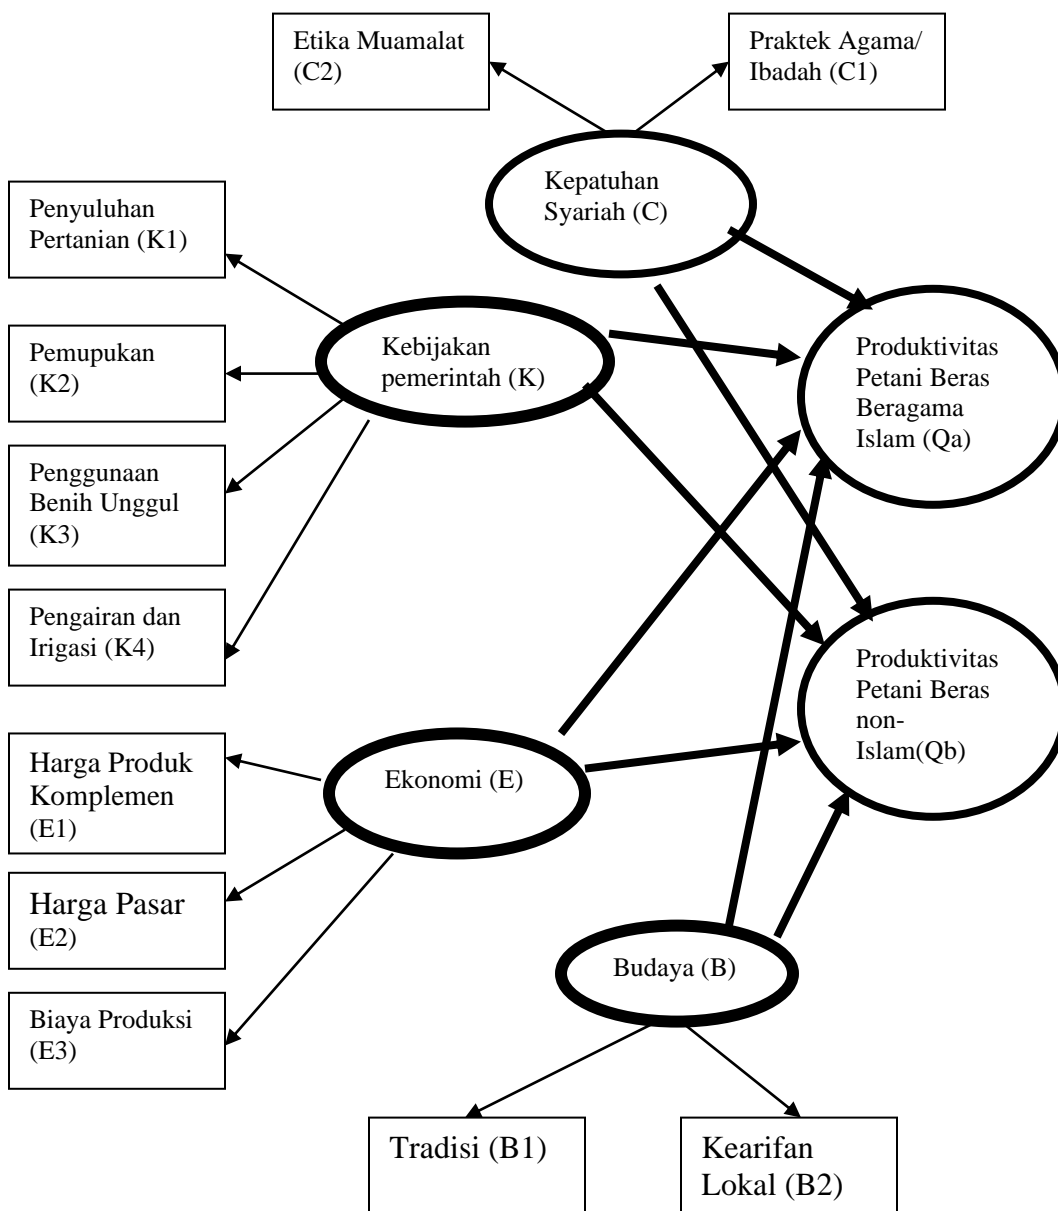 Etika Muamalat
(C2)
Praktek Agama/
Ibadah (C1)
Kepatuhan
Syariah (C)
Penyuluhan
Pertanian (K1)
Pemupukan
(K2)
Kebijakan
pemerintah (K)
Produktivitas
Petani Beras
Beragama
Islam (Qa)
Penggunaan
Benih Unggul
(K3)
Pengairan dan
Irigasi (K4)
Produktivitas
Petani Beras
non-
Islam(Qb)
Harga Produk
Komplemen
(E1)
Ekonomi (E)
Harga Pasar
(E2)
Budaya (B)
Biaya Produksi
(E3)
Tradisi (B1)
Kearifan
Lokal (B2)